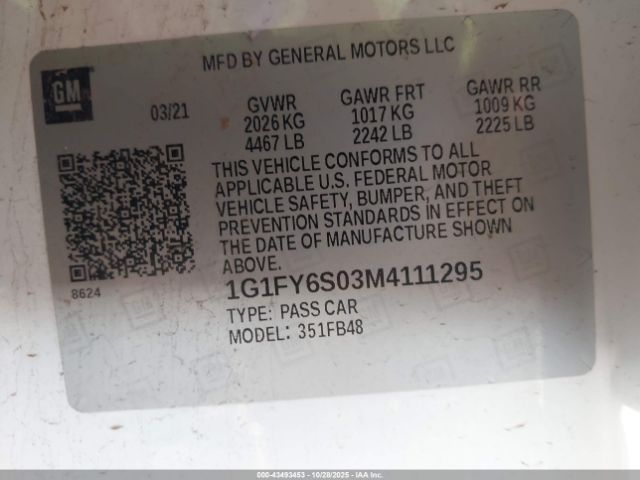 GM
MFD BY GENERAL MOTORS LLC
03/21
GVWR
2026 KG
4467 LB
GAWR FRT
1017 KG
2242 LB
GAWR RR
1009 KG
2225 LB
THIS VEHICLE CONFORMS TO ALL
APPLICABLE U.S. FEDERAL MOTOR
VEHICLE SAFETY, BUMPER, AND THEFT
PREVENTION STANDARDS IN EFFECT ON
THE DATE OF MANUFACTURE SHOWN
ABOVE.
8624
1G1FY6S03M4111295
TYPE: PASS CAR
MODEL: 351FB48
000-43493453 | 10/28/2025 | IAA, Inc.